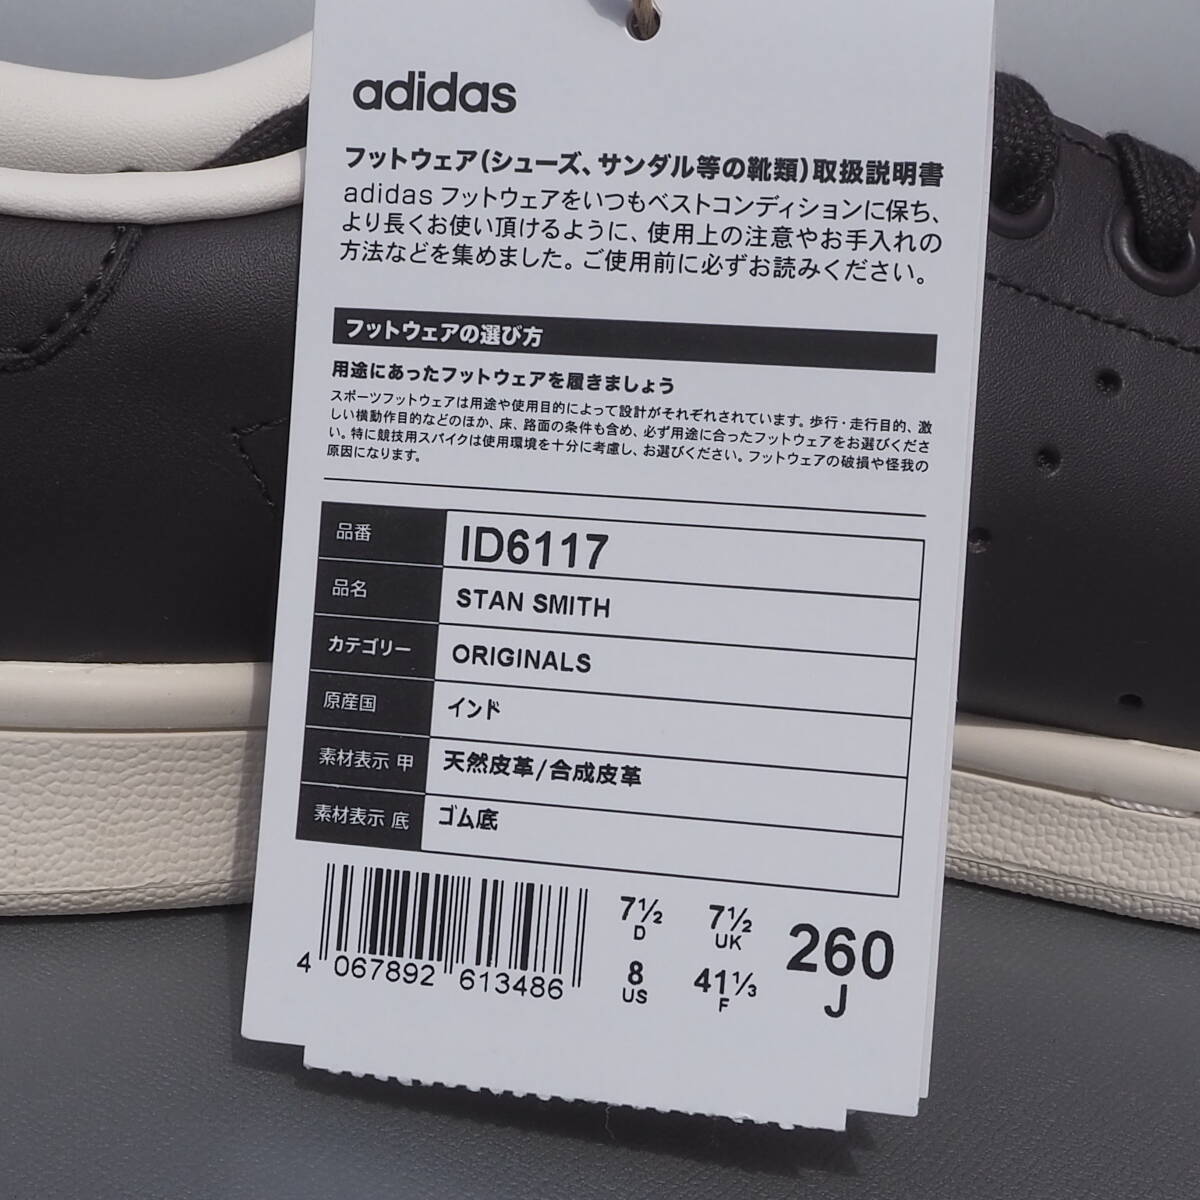 adidas
フットウェア(シューズ、サンダル等の靴類)取扱説明書
adidas フットウェアをいつもベストコンディションに保ち、
より長くお使い頂けるように、使用上の注意やお手入れの
方法などを集めました。ご使用前に必ずお読みください。
フットウェアの選び方
用途にあったフットウェアを履きましょう
スポーツフットウェアは用途や使用目的によって設計がそれぞれされています。歩行・走行目的、激
しい横動作目的などのほか、床、路面の条件も含め、必ず用途に合ったフットウェアをお選びくださ
い。特に競技用スパイクは使用環境を十分に考慮し、お選びください。フットウェアの破損や怪我の
原因になります。
品番 ID6117
品名 STAN SMITH
カテゴリー ORIGINALS
原産国 インド
素材表示 甲 天然皮革/合成皮革
素材表示 底 ゴム底
4 067892 613486
7½ 7½ 260
D UK J
8 41⅓
US F